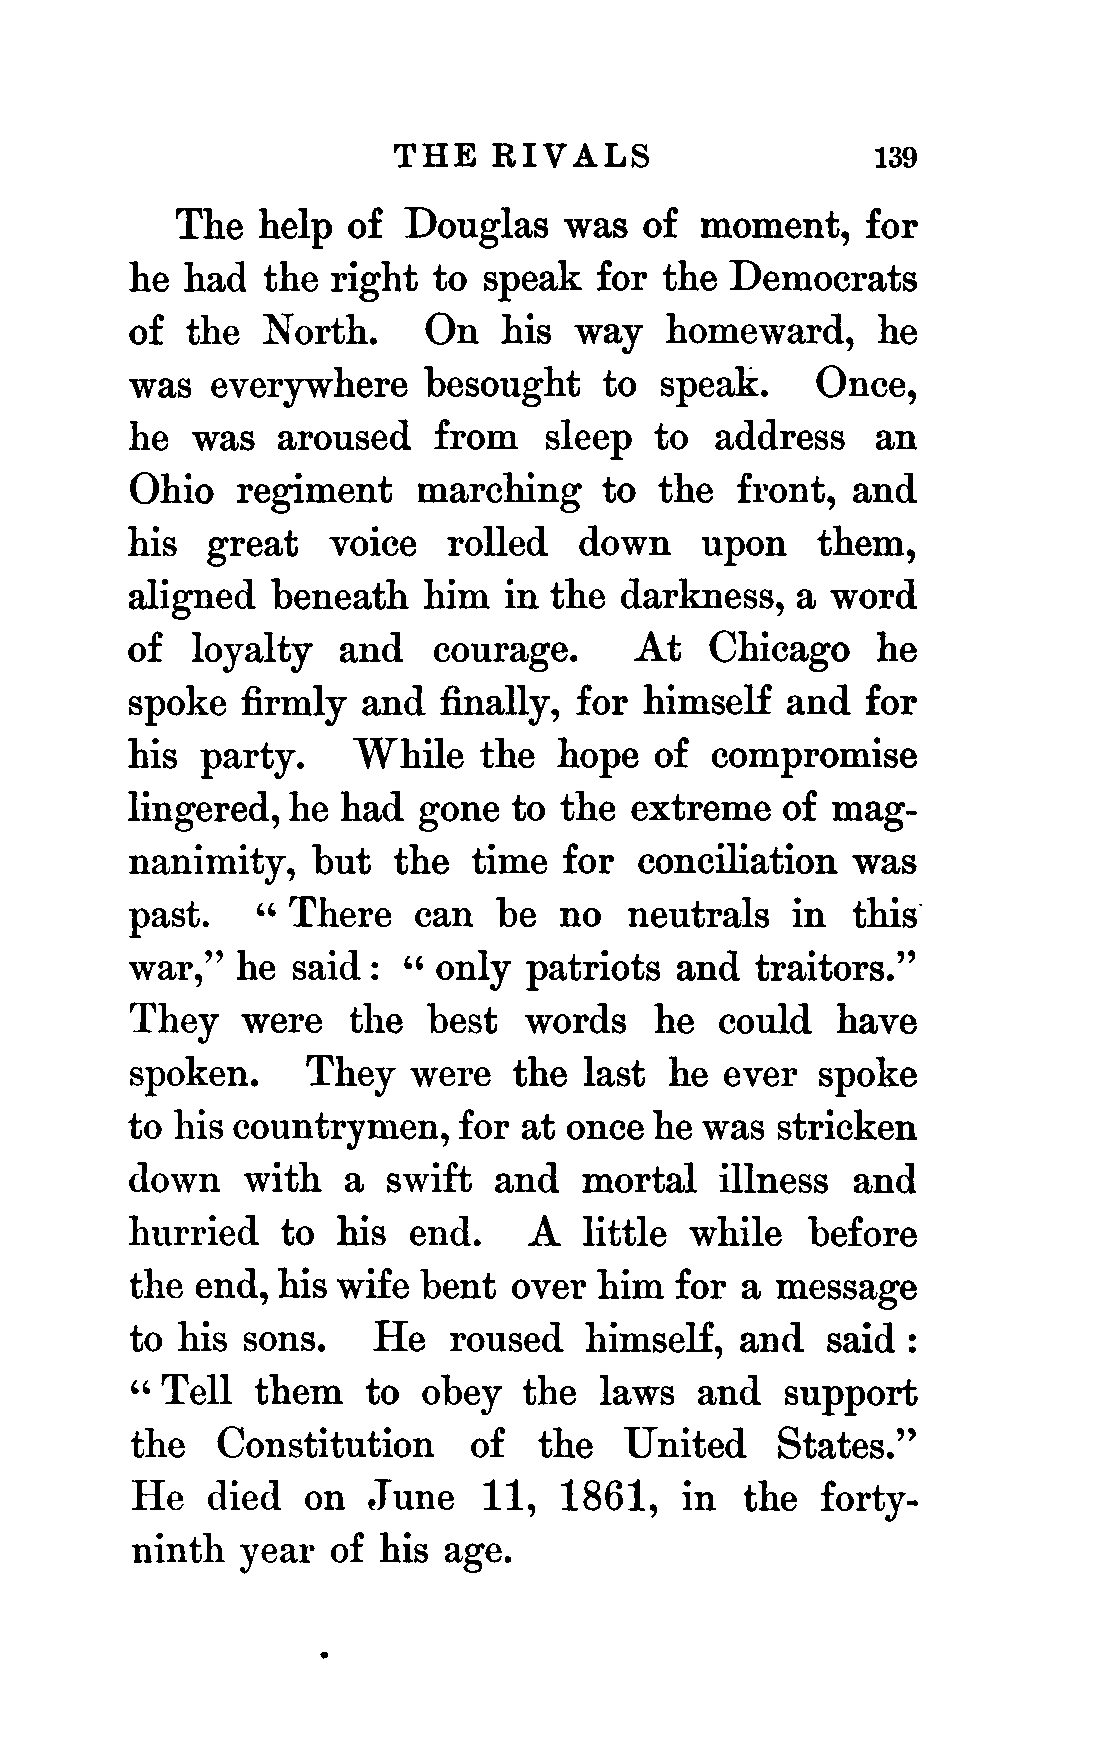 THE RIVALS 139
The help of Douglas was of moment, for
he had the right to speak for the Democrats
of the North. On his way homeward, he
was everywhere besought to speak. Once,
he was aroused from sleep to address an
Ohio regiment marching to the front, and
his great voice rolled down upon them,
aligned beneath him in the darkness, a word
of loyalty and courage. At Chicago he
spoke firmly and finally, for himself and for
his party. While the hope of compromise
lingered, he had gone to the extreme of mag-
nanimity, but the time for conciliation was
past. “There can be no neutrals in this
war,” he said: “only patriots and traitors.”
They were the best words he could have
spoken. They were the last he ever spoke
to his countrymen, for at once he was stricken
down with a swift and mortal illness and
hurried to his end. A little while before
the end, his wife bent over him for a message
to his sons. He roused himself, and said:
“Tell them to obey the laws and support
the Constitution of the United States.”
He died on June 11, 1861, in the forty-
ninth year of his age.